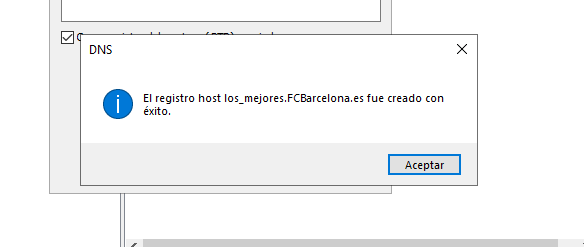 DNS
El registro host los_mejores.FCBarcelona.es fue creado con
éxito.
Aceptar